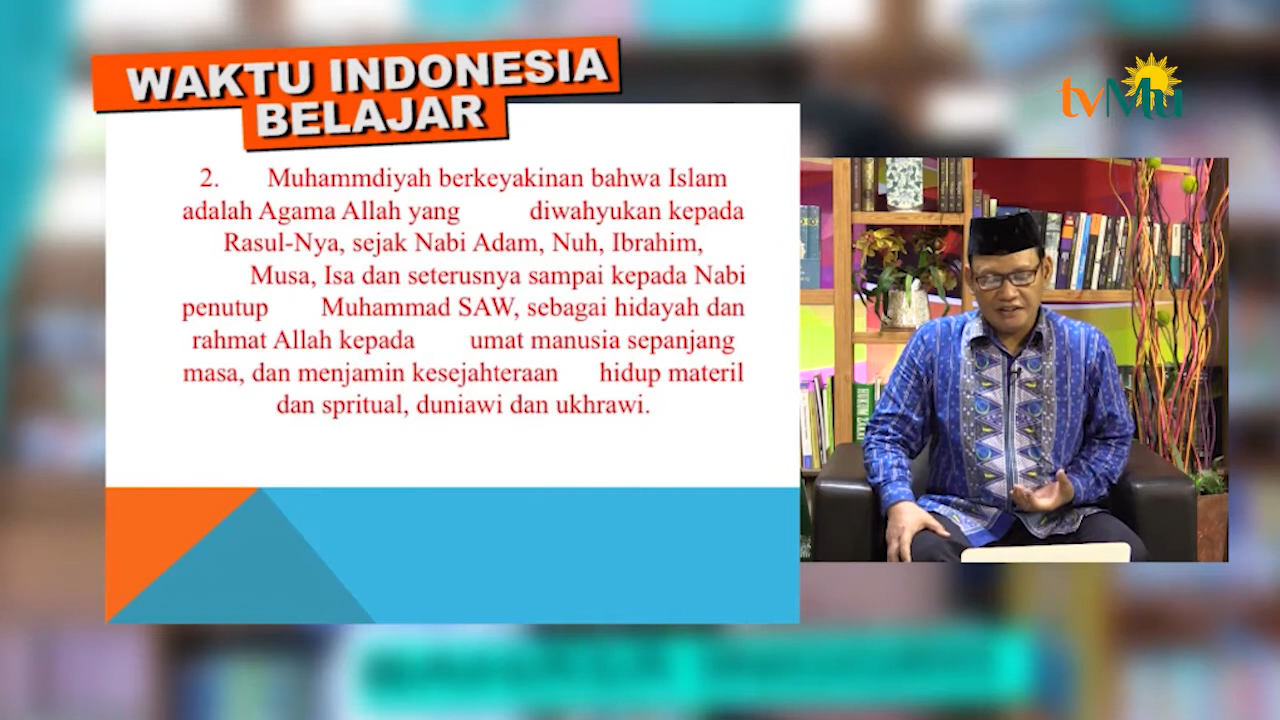 WAKTU INDONESIA
BELAJAR
tvMu
2. Muhammdiyah berkeyakinan bahwa Islam
adalah Agama Allah yang diwahyukan kepada
Rasul-Nya, sejak Nabi Adam, Nuh, Ibrahim,
Musa, Isa dan seterusnya sampai kepada Nabi
penutup Muhammad SAW, sebagai hidayah dan
rahmat Allah kepada umat manusia sepanjang
masa, dan menjamin kesejahteraan hidup materil
dan spritual, duniawi dan ukhrawi.
HUKUM ZAKAT